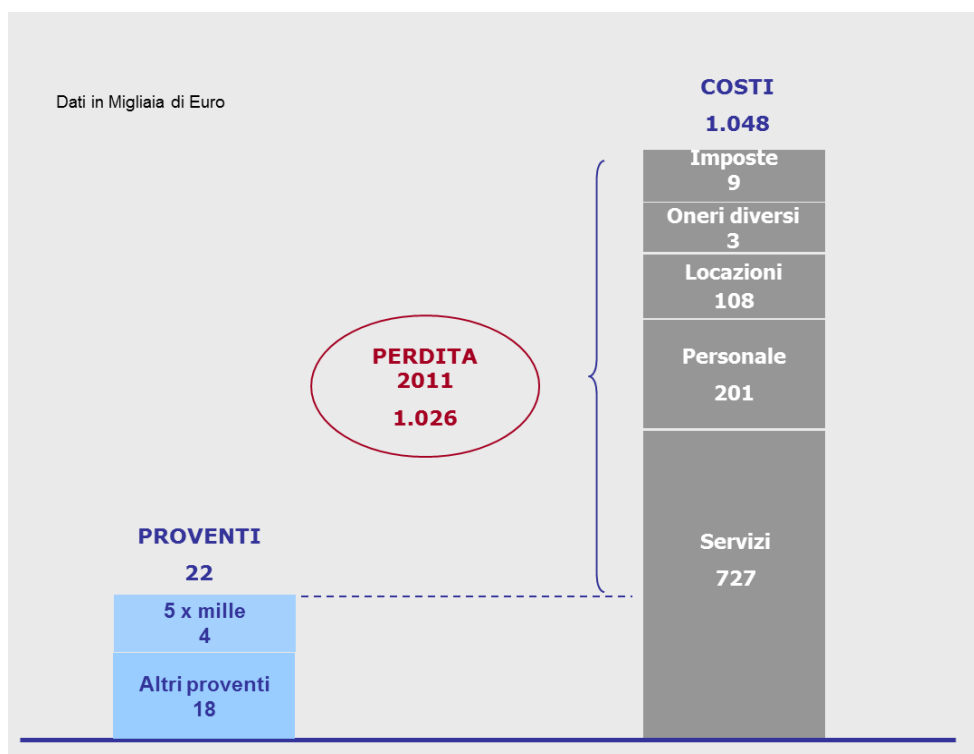 Dati in Migliaia di Euro
COSTI
1.048
Imposte
9
Oneri diversi
3
Locazioni
108
Personale
201
Servizi
727
PERDITA
2011
1.026
PROVENTI
22
5 x mille
4
Altri proventi
18